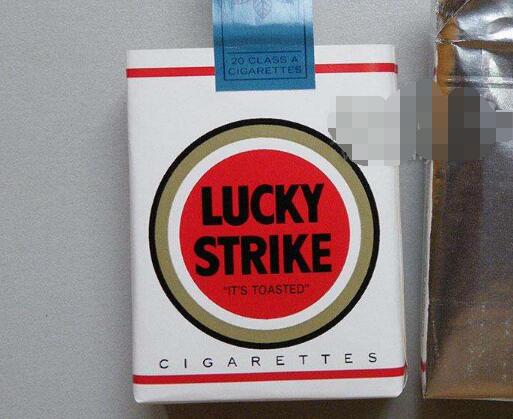 20 CLASS A
CIGARETTES
LUCKY
STRIKE
"IT'S TOASTED"
CIGARETTES